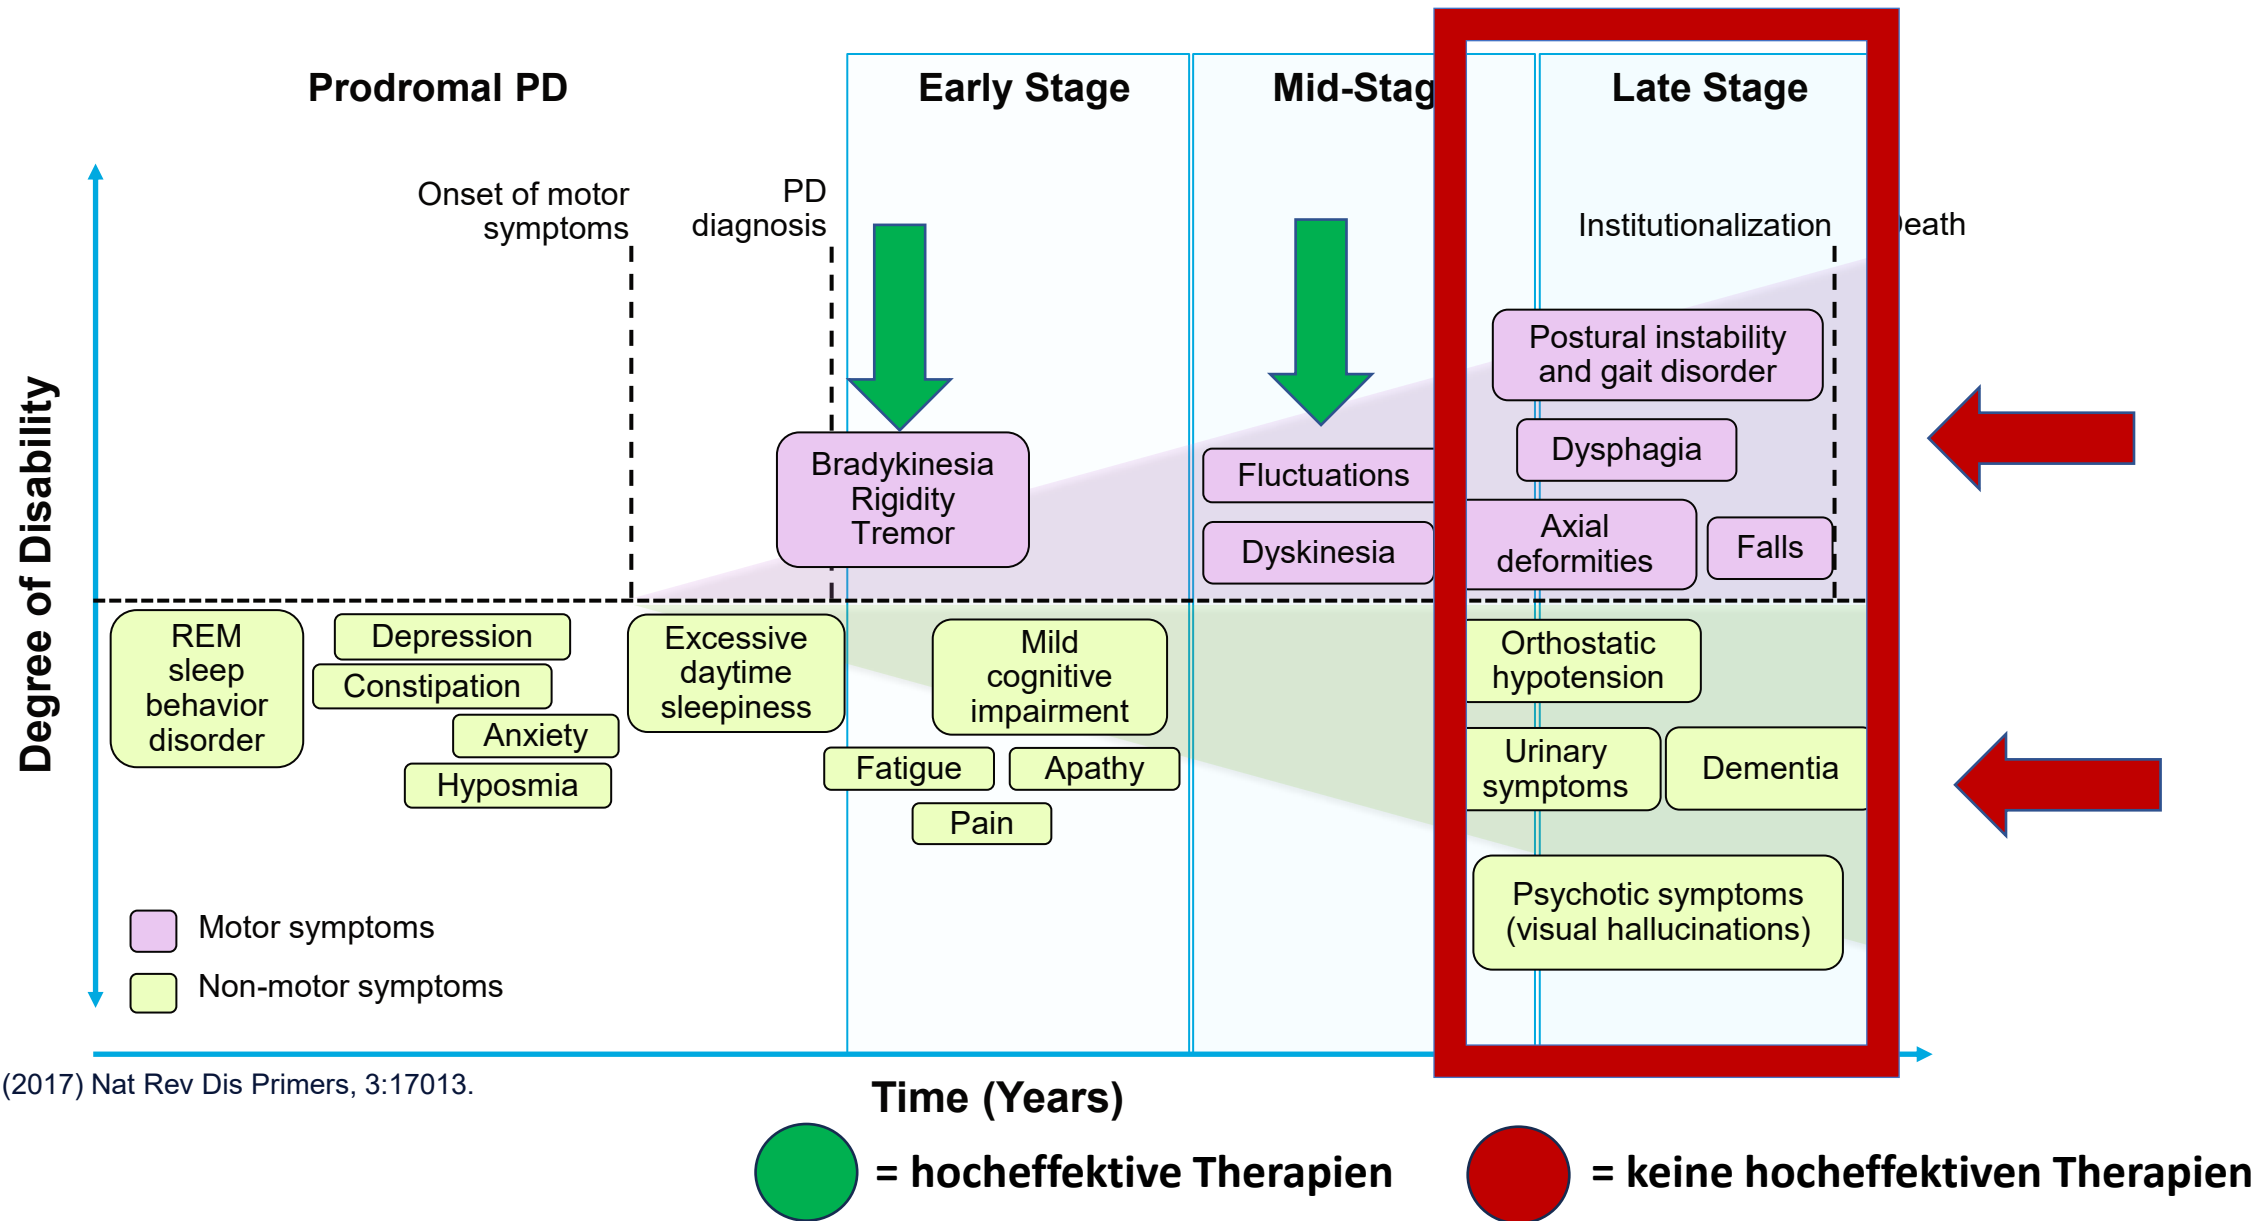 Prodromal PD
Early Stage
Mid-Stag
Late Stage
Onset of motor
symptoms
PD
diagnosis
Institutionalization
eath
Degree of Disability
Bradykinesia
Rigidity
Tremor
Fluctuations
Dyskinesia
Postural instability
and gait disorder
Dysphagia
Axial
deformities
Falls
REM
sleep
behavior
disorder
Depression
Constipation
Anxiety
Hyposmia
Excessive
daytime
sleepiness
Mild
cognitive
impairment
Fatigue
Apathy
Pain
Orthostatic
hypotension
Urinary
symptoms
Dementia
Psychotic symptoms
(visual hallucinations)
Motor symptoms
Non-motor symptoms
(2017) Nat Rev Dis Primers, 3:17013.
Time (Years)
= hocheffektive Therapien
= keine hocheffektiven Therapien